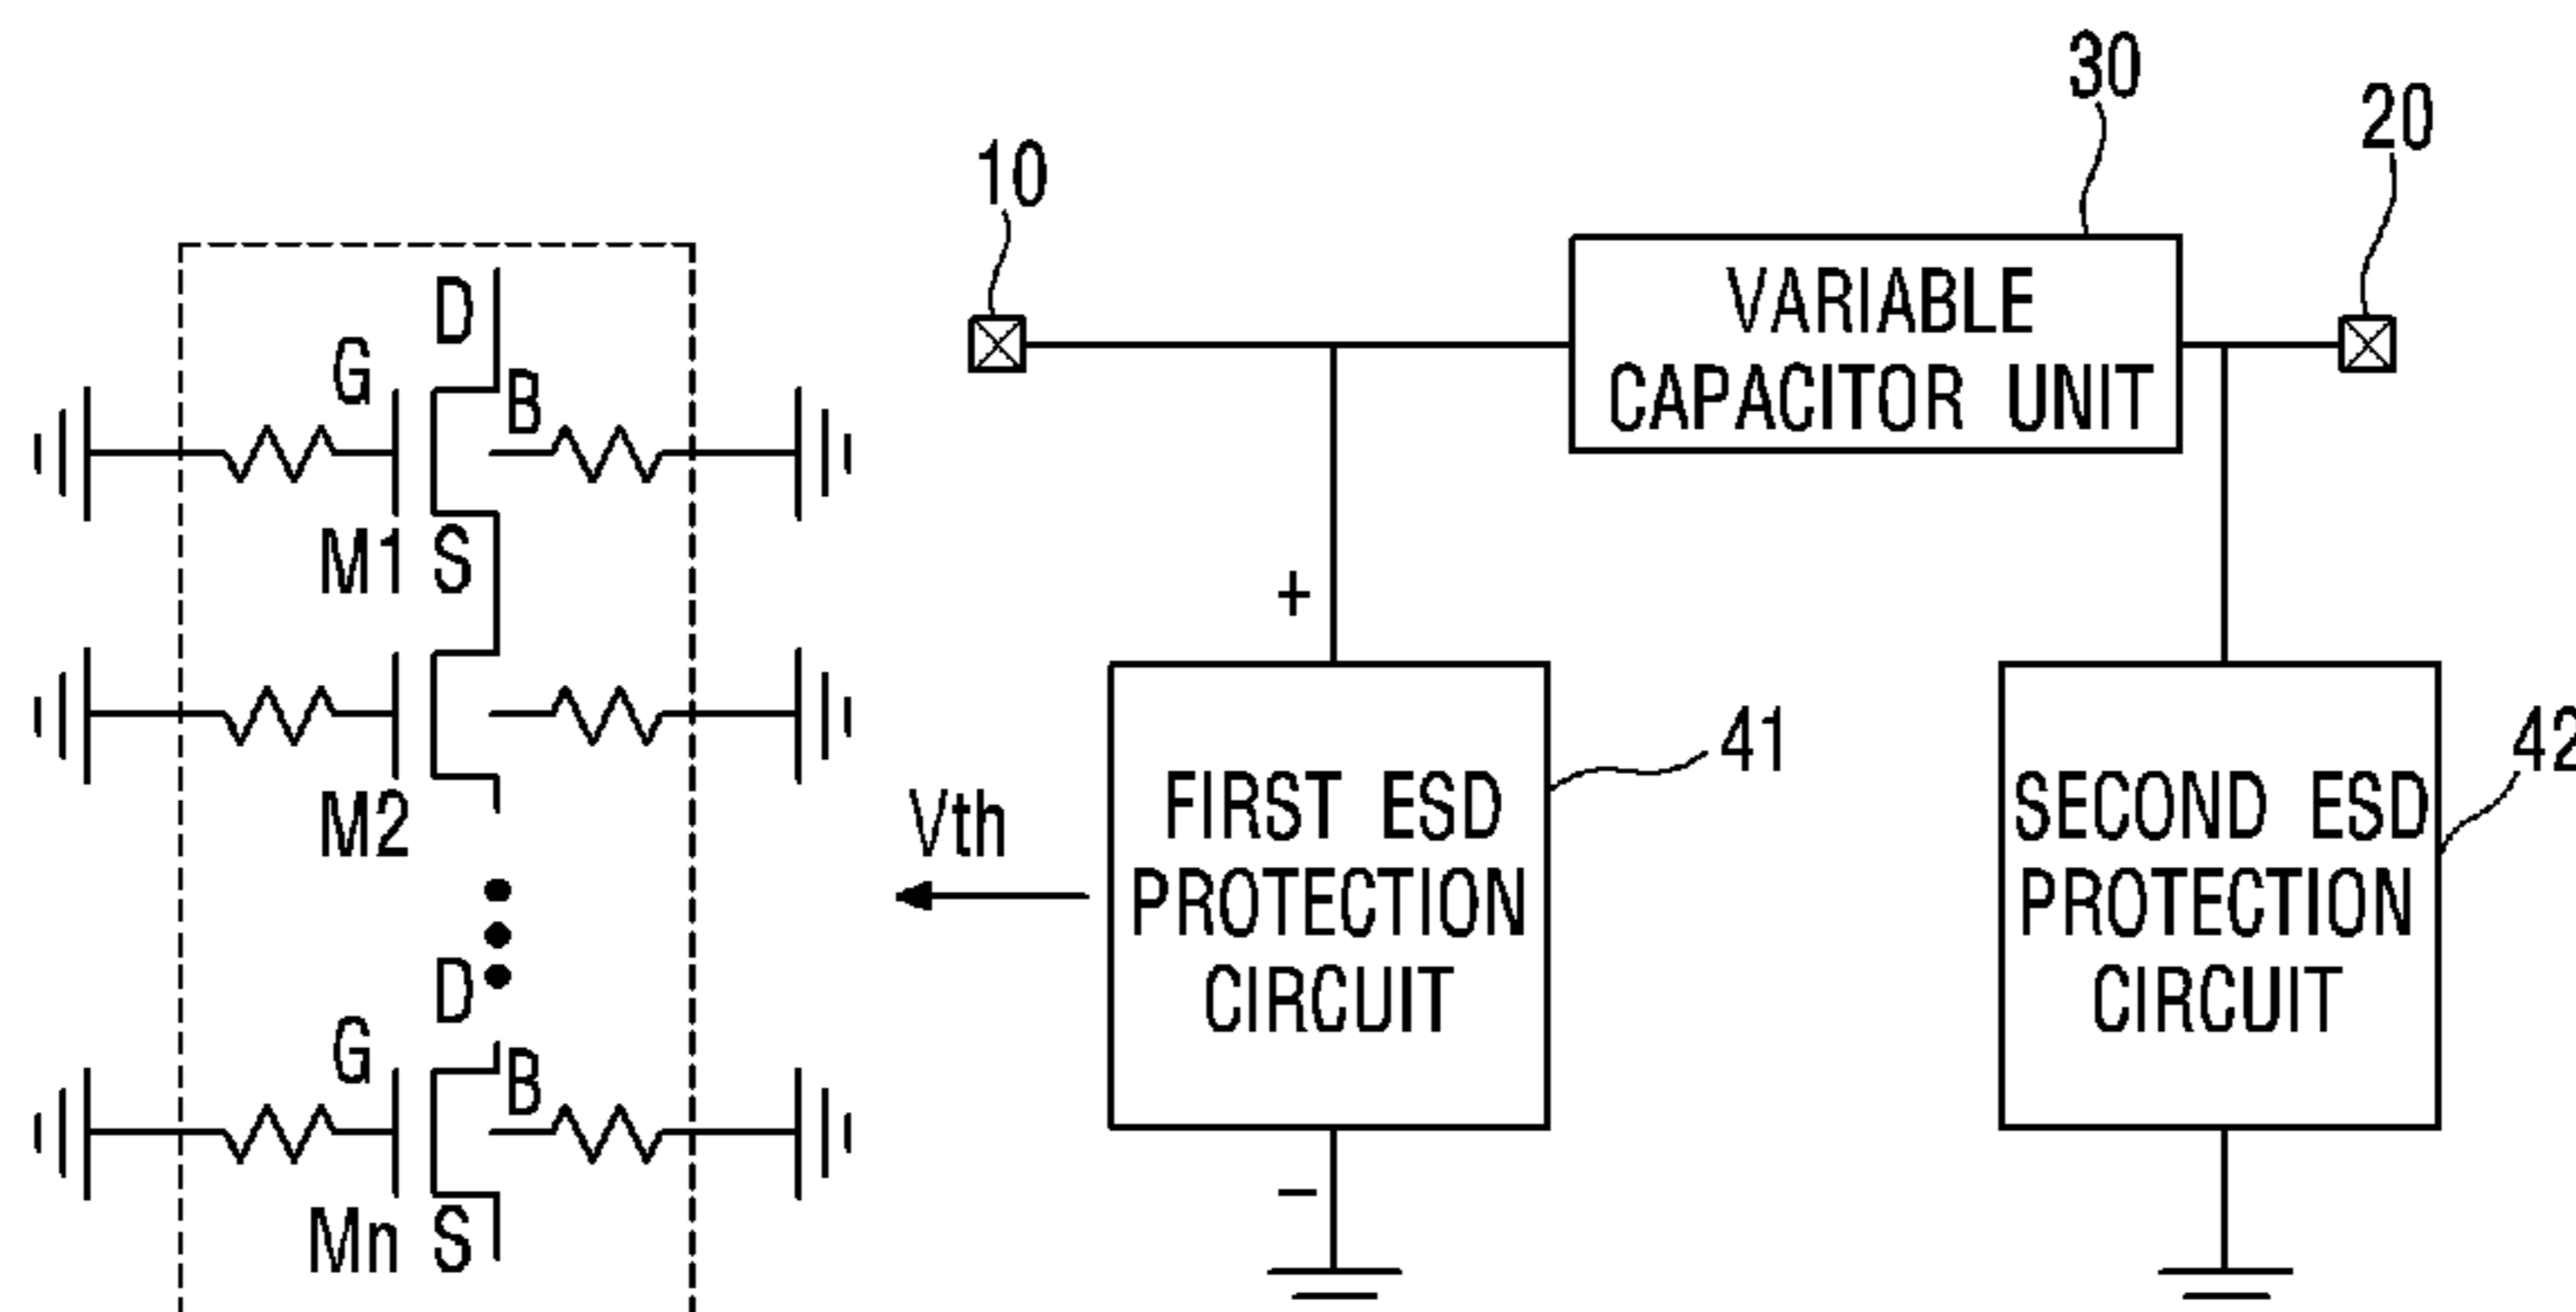 30
20
10
VARIABLE
CAPACITOR UNIT
D
G
B
M1 S
+
M2
Vth
FIRST ESD
PROTECTION
CIRCUIT
41
SECOND ESD
PROTECTION
CIRCUIT
42
D
G
B
Mn S
−